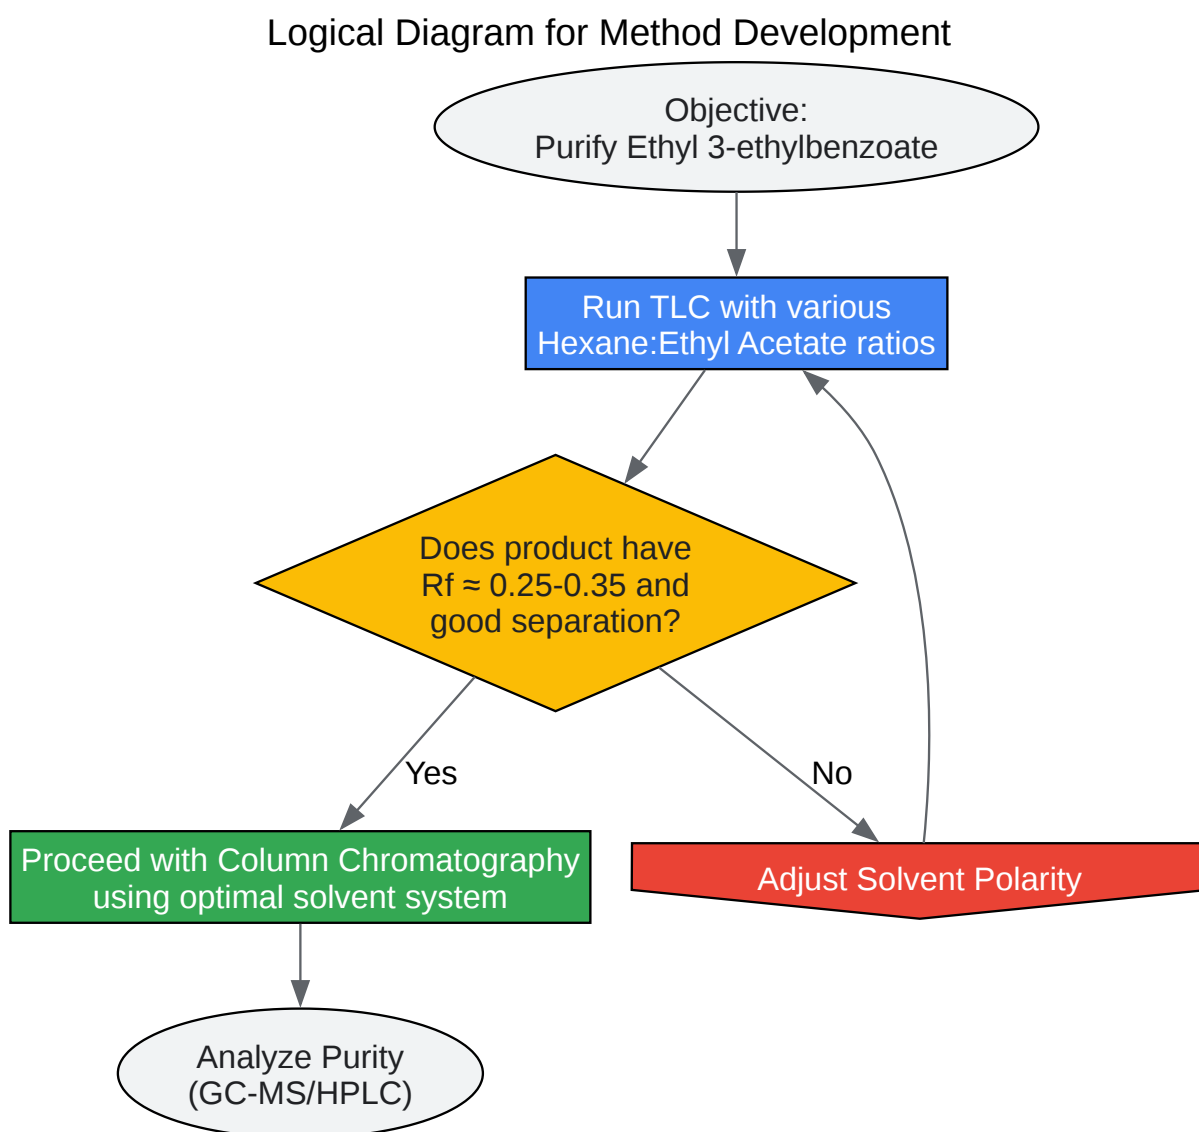 Logical Diagram for Method Development
Objective:
Purify Ethyl 3-ethylbenzoate
Run TLC with various
Hexane:Ethyl Acetate ratios
Does product have
Rf ≈ 0.25-0.35 and
good separation?
Yes
No
Proceed with Column Chromatography
using optimal solvent system
Adjust Solvent Polarity
Analyze Purity
(GC-MS/HPLC)